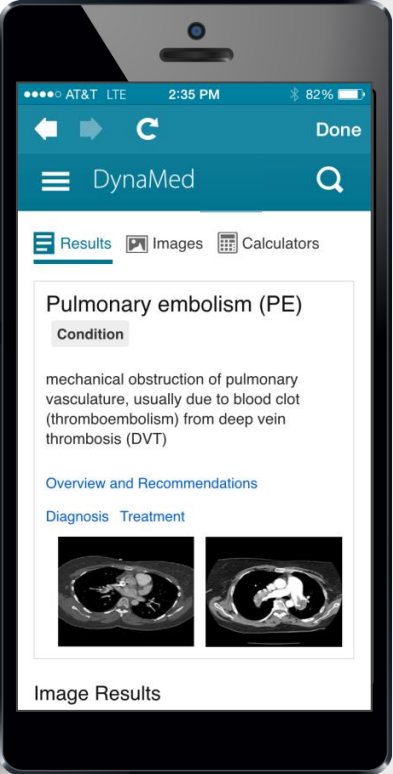 AT&T LTE 2:35 PM 82%
Done
DynaMed
Results Images Calculators
Pulmonary embolism (PE)
Condition
mechanical obstruction of pulmonary
vasculature, usually due to blood clot
(thromboembolism) from deep vein
thrombosis (DVT)
Overview and Recommendations
Diagnosis Treatment
Image Results